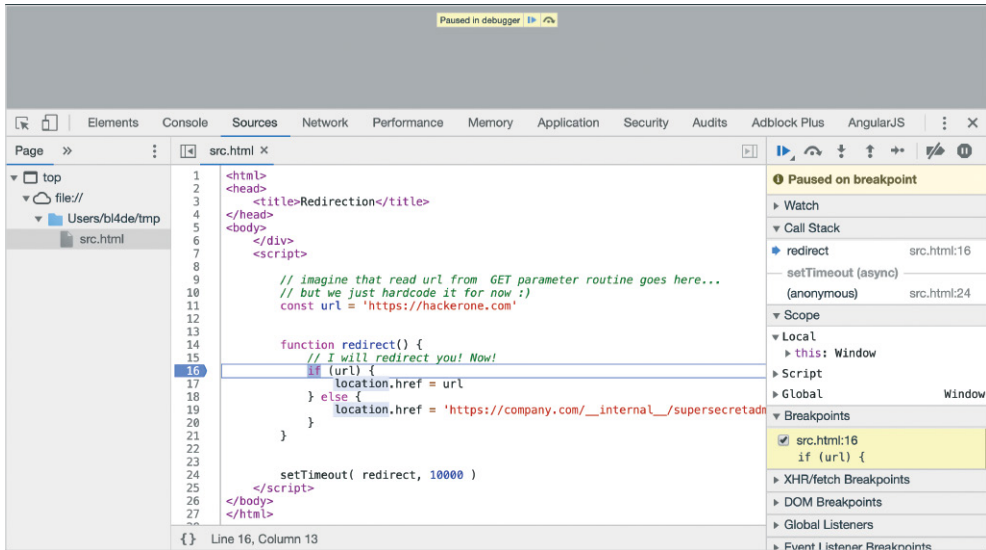 Paused in debugger
Elements Console Sources Network Performance Memory Application Security Audits Adblock Plus AngularJS
Page »
src.html ×
top
file://
Users/bl4de/tmp
src.html
1 <html>
2 <head>
3 <title>Redirection</title>
4 </head>
5 <body>
6 </div>
7 <script>
8
9 // imagine that read url from GET parameter routine goes here...
10 // but we just hardcode it for now :)
11 const url = 'https://hackerone.com'
12
13
14 function redirect() {
15 // I will redirect you! Now!
16 if (url) {
17 location.href = url
18 } else {
19 location.href = 'https://company.com/__internal__/supersecretadm
20 }
21 }
22
23
24 setTimeout( redirect, 10000 )
25 </script>
26 </body>
27 </html>
{} Line 16, Column 13
Paused on breakpoint
Watch
Call Stack
redirect src.html:16
setTimeout (async)
(anonymous) src.html:24
Scope
Local
this: Window
Script
Global Window
Breakpoints
src.html:16
if (url) {
XHR/fetch Breakpoints
DOM Breakpoints
Global Listeners
Event Listener Breakpoints